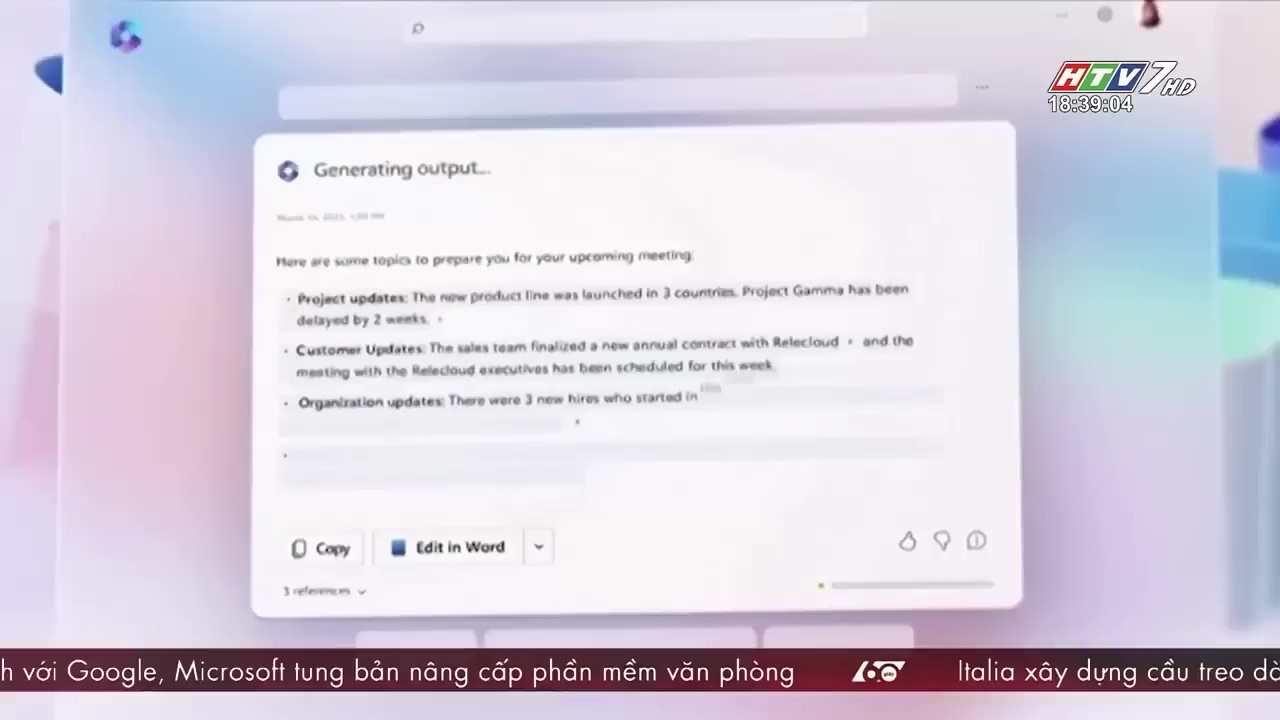 HTV7 HD
18:39:04
Generating output...
Here are some topics to prepare you for your upcoming meeting:
• Project updates: The new product line was launched in 3 countries. Project Gamma has been
delayed by 2 weeks.
• Customer Updates: The sales team finalized a new annual contract with Relecloud • and the
meeting with the Relecloud executives has been scheduled for this week.
• Organization updates: There were 3 new hires who started in
Copy
Edit in Word
3 references
h với Google, Microsoft tung bản nâng cấp phần mềm văn phòng
60
Italia xây dựng cầu treo dà